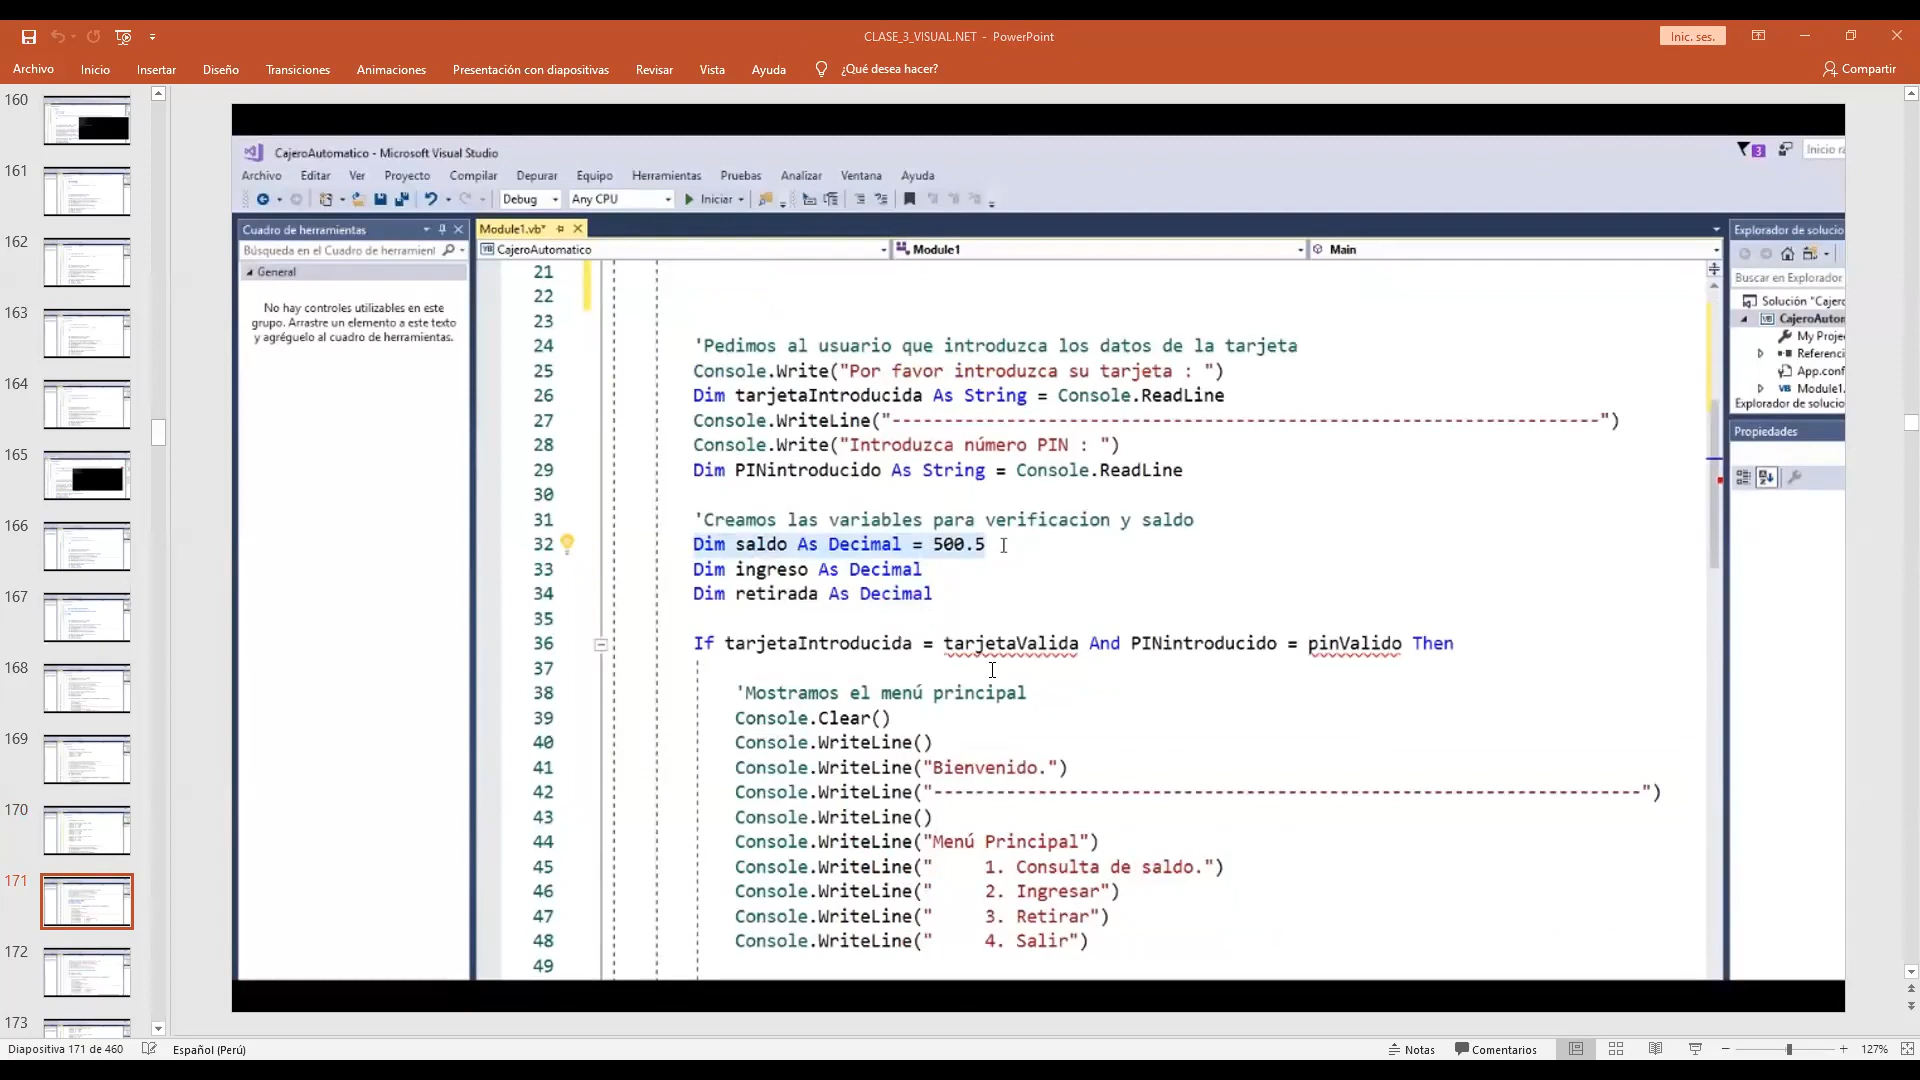 CLASE_3_VISUAL.NET - PowerPoint
Inic. ses.
Archivo Inicio Insertar Diseño Transiciones Animaciones Presentación con diapositivas Revisar Vista Ayuda ¿Qué desea hacer? Compartir
160
161
162
163
164
165
166
167
168
169
170
171
172
173
CajeroAutomatico - Microsoft Visual Studio
3
Inicio ra
Archivo Editar Ver Proyecto Compilar Depurar Equipo Herramientas Pruebas Analizar Ventana Ayuda
Debug Any CPU Iniciar
Cuadro de herramientas
Búsqueda en el Cuadro de herramient
General
No hay controles utilizables en este
grupo. Arrastre un elemento a este texto
y agréguelo al cuadro de herramientas.
Module1.vb*
CajeroAutomatico Module1 Main
21
22
23
24 'Pedimos al usuario que introduzca los datos de la tarjeta
25 Console.Write("Por favor introduzca su tarjeta : ")
26 Dim tarjetaIntroducida As String = Console.ReadLine
27 Console.WriteLine("--------------------------------------------------------------------")
28 Console.Write("Introduzca número PIN : ")
29 Dim PINintroducido As String = Console.ReadLine
30
31 'Creamos las variables para verificacion y saldo
32 Dim saldo As Decimal = 500.5
33 Dim ingreso As Decimal
34 Dim retirada As Decimal
35
36 If tarjetaIntroducida = tarjetaValida And PINintroducido = pinValido Then
37
38 'Mostramos el menú principal
39 Console.Clear()
40 Console.WriteLine()
41 Console.WriteLine("Bienvenido.")
42 Console.WriteLine("--------------------------------------------------------------------")
43 Console.WriteLine()
44 Console.WriteLine("Menú Principal")
45 Console.WriteLine("     1. Consulta de saldo.")
46 Console.WriteLine("     2. Ingresar")
47 Console.WriteLine("     3. Retirar")
48 Console.WriteLine("     4. Salir")
49
Explorador de solucio
Buscar en Explorador
Solución "Cajero
CajeroAuton
My Projec
Referenci
App.conf
Module1.
Explorador de solucio
Propiedades
Diapositiva 171 de 460 Español (Perú) Notas Comentarios 127%